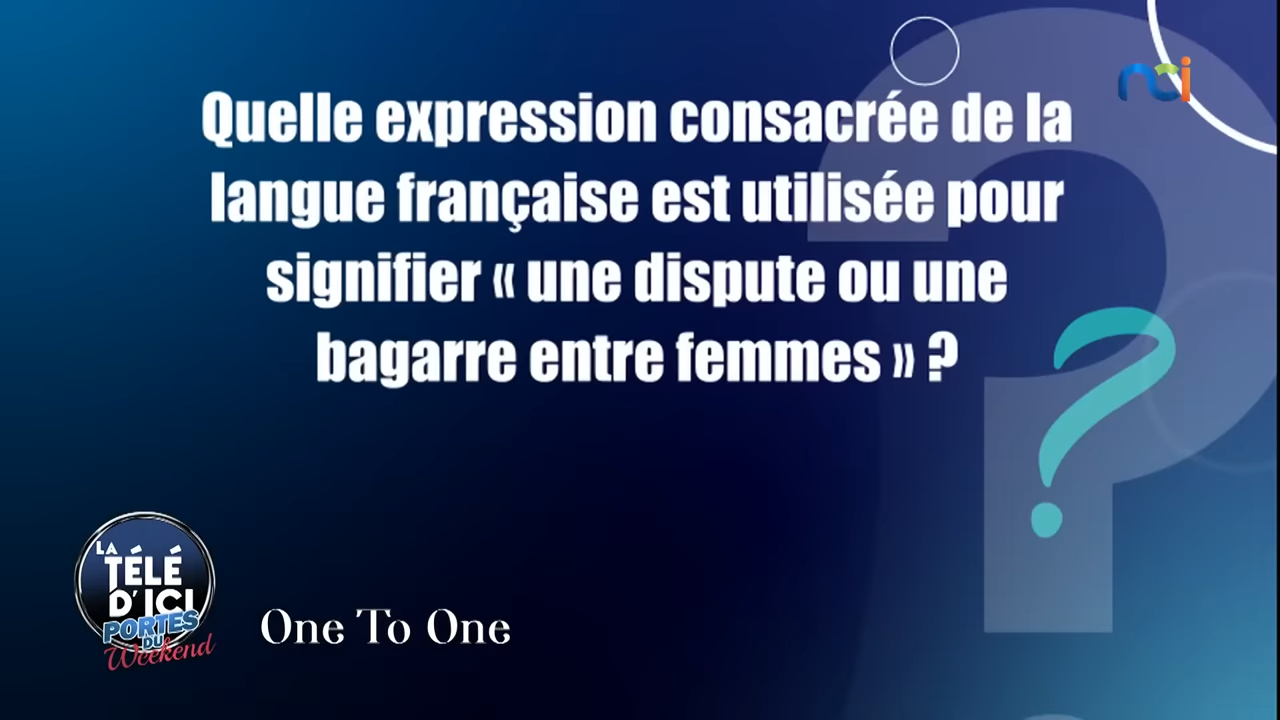 nci
Quelle expression consacrée de la
langue française est utilisée pour
signifier « une dispute ou une
bagarre entre femmes » ?
?
LA
TÉLÉ
D'ICI
PORTES
DU
Weekend
One To One